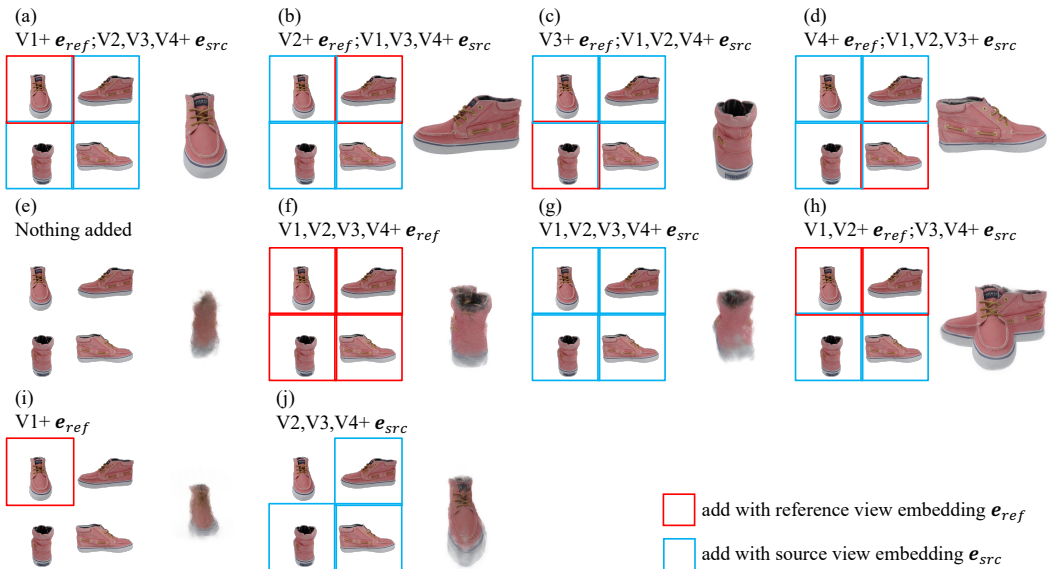 (a)
V1+ e_ref;V2,V3,V4+ e_src
(b)
V2+ e_ref;V1,V3,V4+ e_src
(c)
V3+ e_ref;V1,V2,V4+ e_src
(d)
V4+ e_ref;V1,V2,V3+ e_src
(e)
Nothing added
(f)
V1,V2,V3,V4+ e_ref
(g)
V1,V2,V3,V4+ e_src
(h)
V1,V2+ e_ref;V3,V4+ e_src
(i)
V1+ e_ref
(j)
V2,V3,V4+ e_src
add with reference view embedding e_ref
add with source view embedding e_src